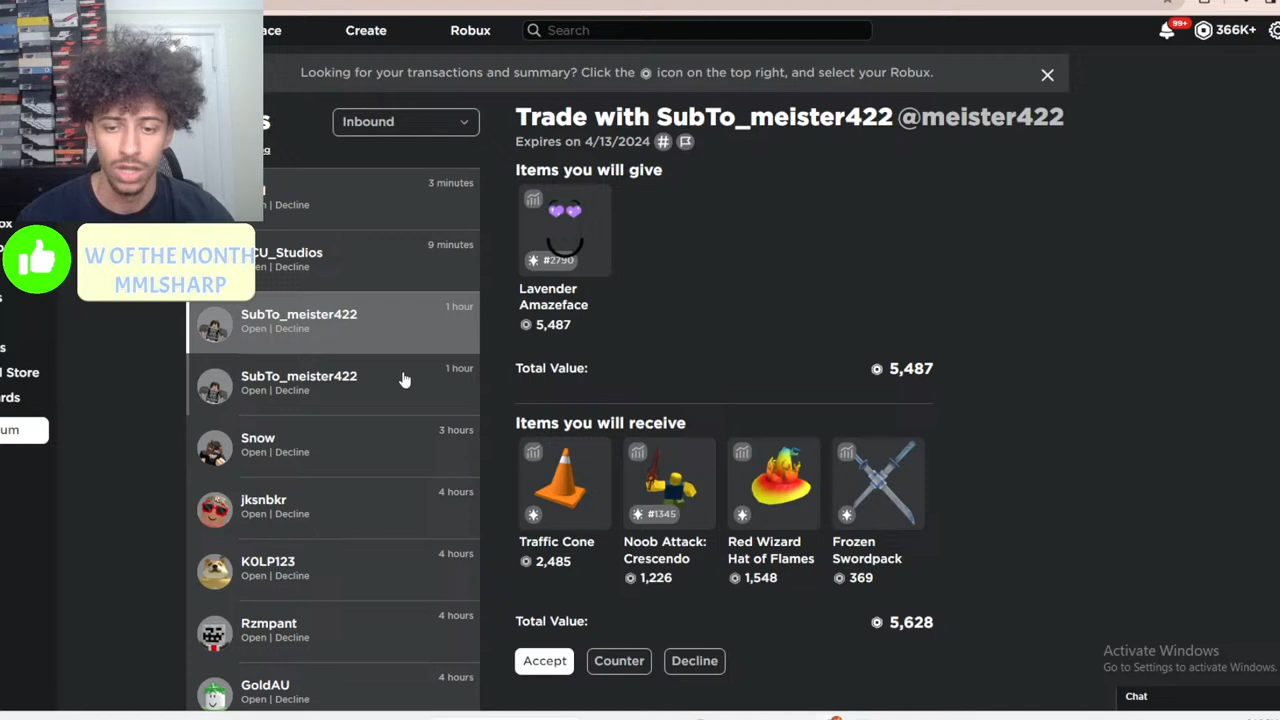 ace
Create
Robux
Search
99+
366K+
Looking for your transactions and summary? Click the icon on the top right, and select your Robux.
S
Inbound
3 minutes
Decline
CU_Studios
9 minutes
Decline
SubTo_meister422
1 hour
Open | Decline
SubTo_meister422
1 hour
Open | Decline
Snow
3 hours
Open | Decline
jksnbkr
4 hours
Open | Decline
K0LP123
4 hours
Open | Decline
Rzmpant
4 hours
Open | Decline
GoldAU
4 hours
Open | Decline
W OF THE MONTH
MMLSHARP
ox
s
s
Store
rds
um
Trade with SubTo_meister422 @meister422
Expires on 4/13/2024
Items you will give
#2790
Lavender
Amazeface
5,487
Total Value:
5,487
Items you will receive
#1345
Traffic Cone
2,485
Noob Attack:
Crescendo
1,226
Red Wizard
Hat of Flames
1,548
Frozen
Swordpack
369
Total Value:
5,628
Accept
Counter
Decline
Activate Windows
Go to Settings to activate Windows.
Chat